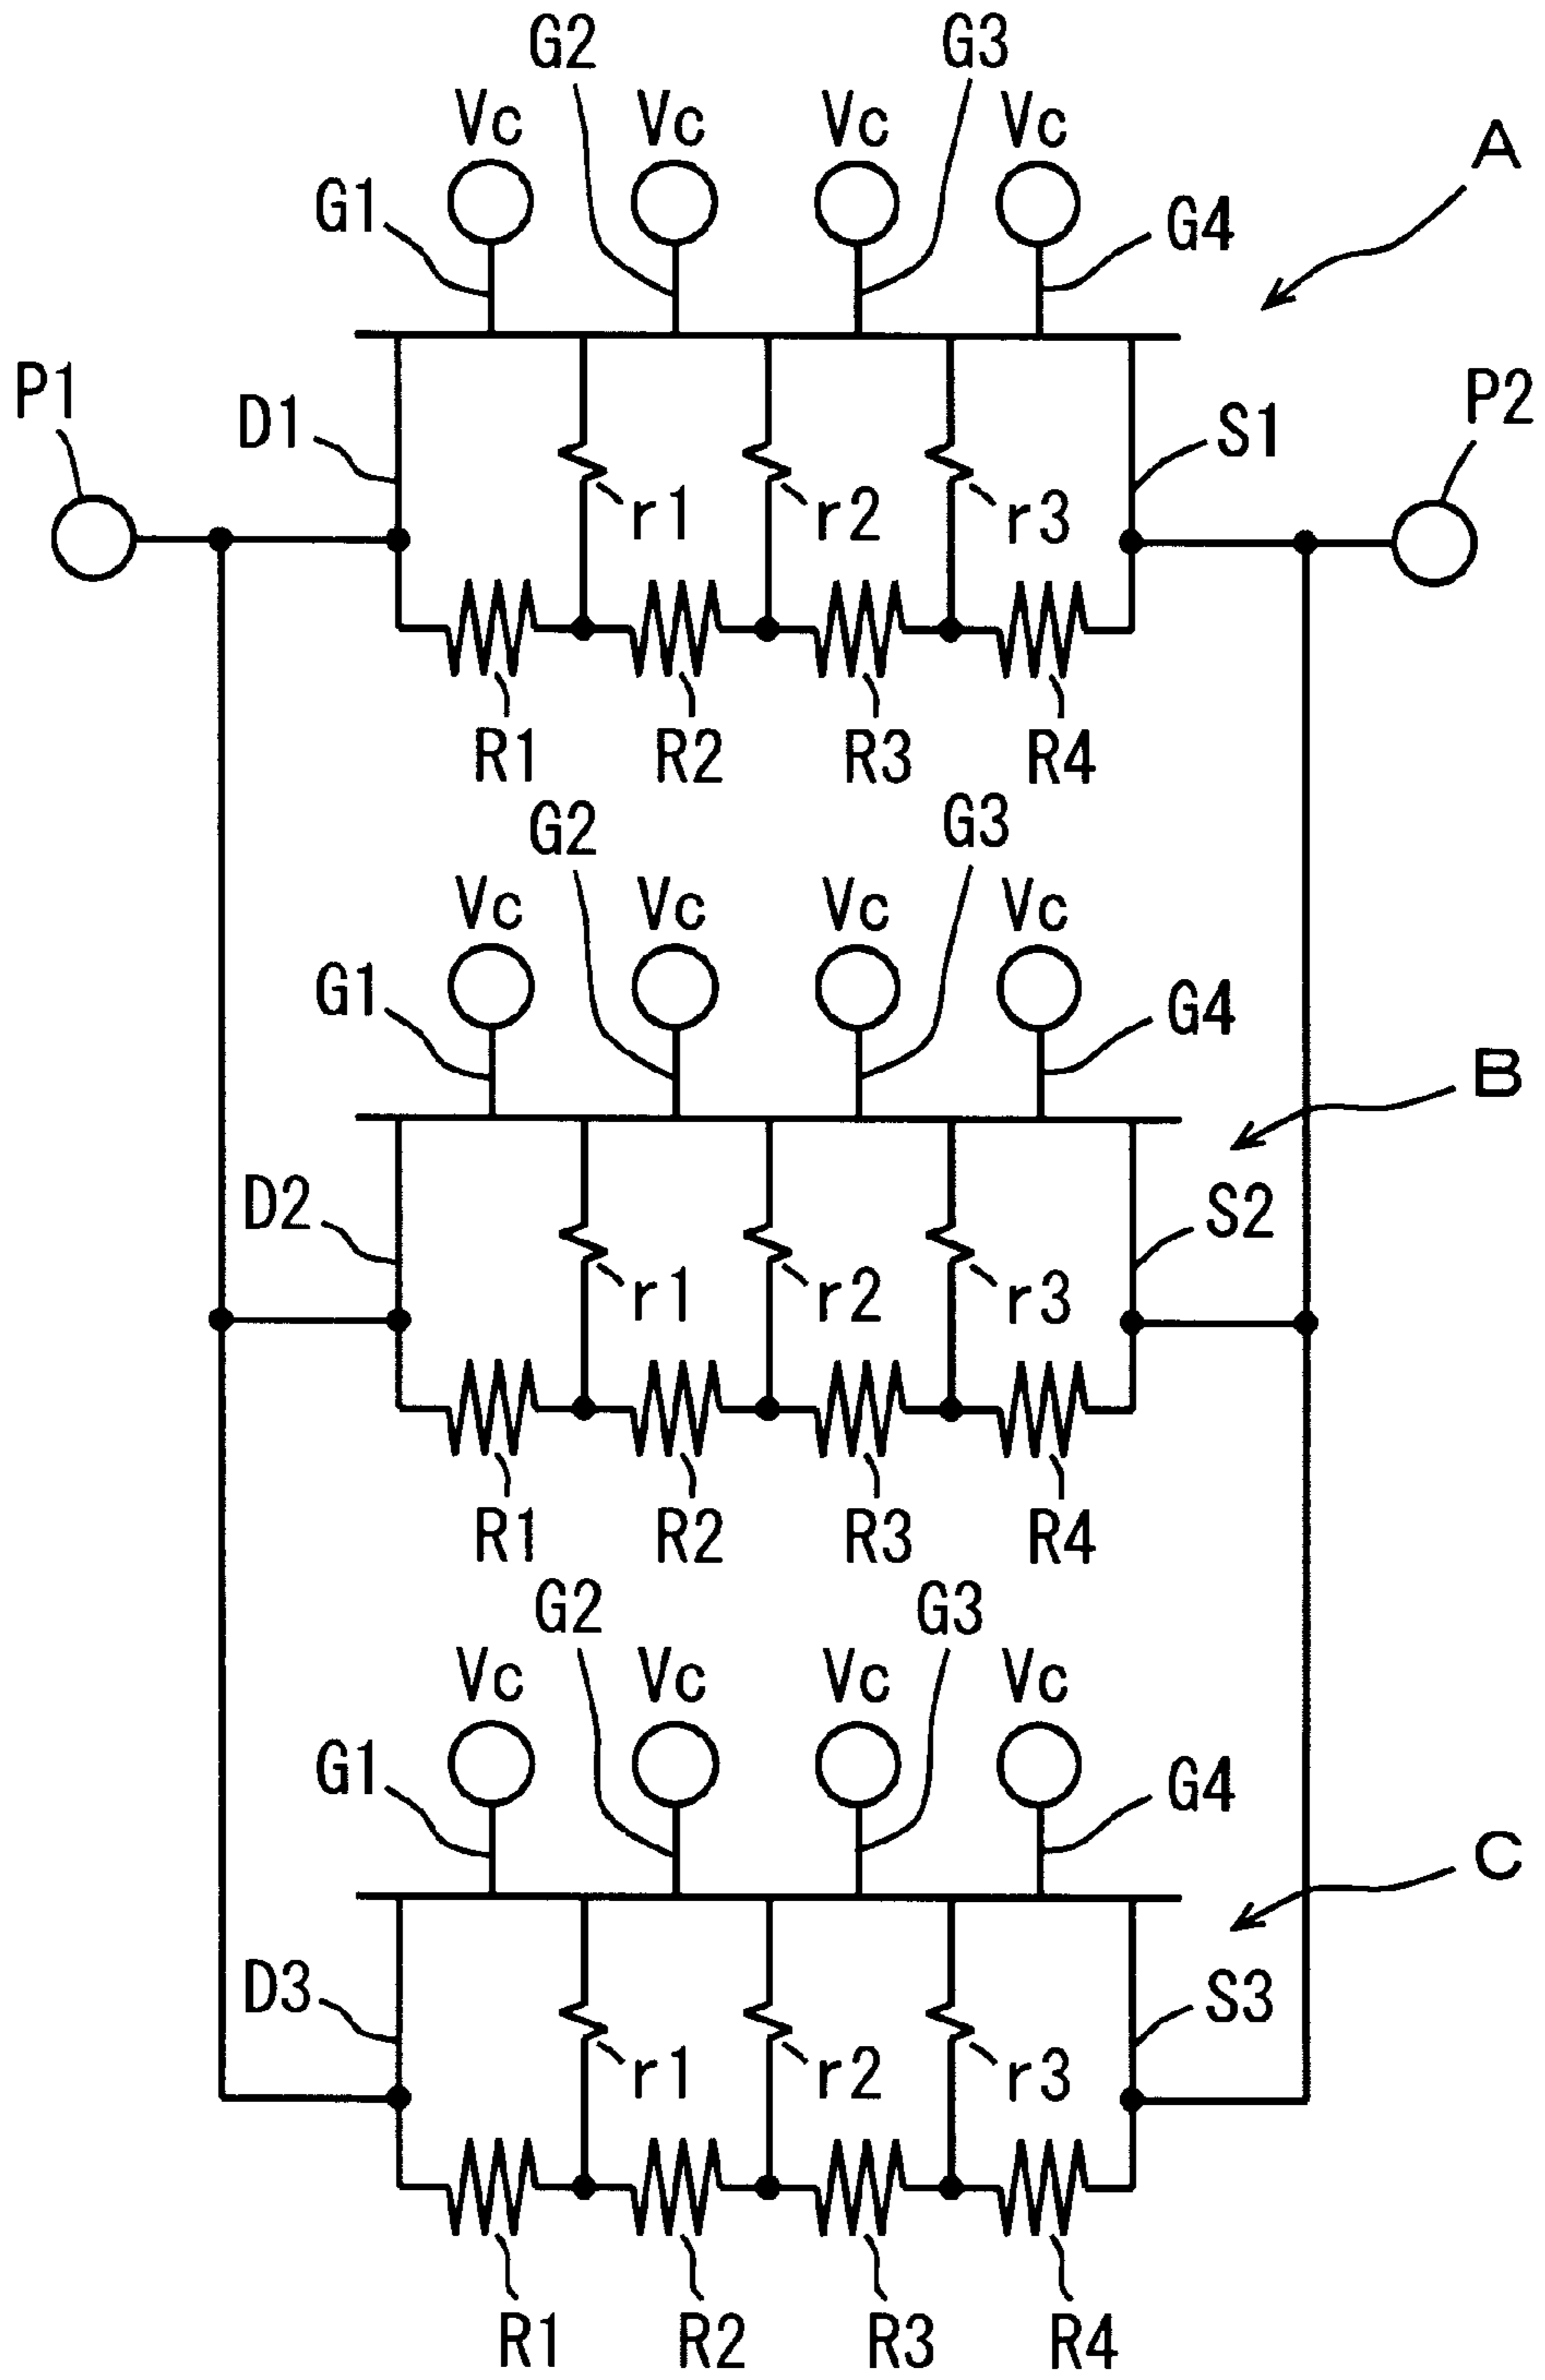 G2 G3
Vc Vc Vc Vc
A
G1 G4
P1 P2
D1 S1
r1 r2 r3
R1 R2 R3 R4
G2 G3
Vc Vc Vc Vc
G1 G4
B
D2 S2
r1 r2 r3
R1 R2 R3 R4
G2 G3
Vc Vc Vc Vc
G1 G4
C
D3 S3
r1 r2 r3
R1 R2 R3 R4